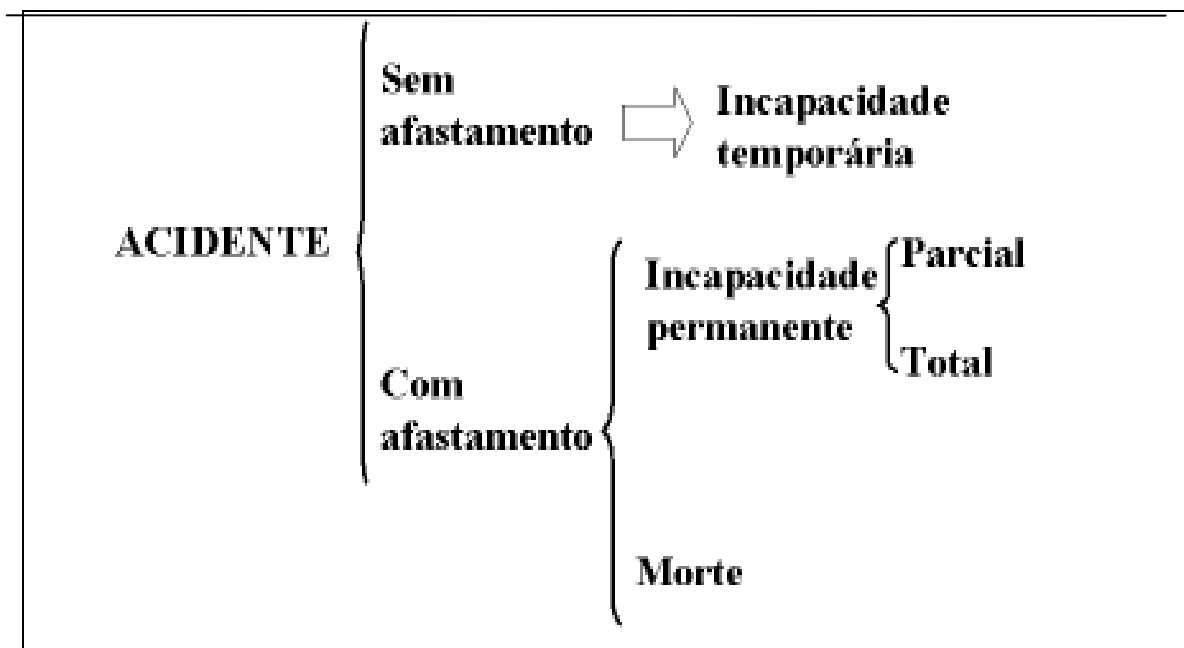 ACIDENTE
Sem
afastamento
Incapacidade
temporária
Com
afastamento
Incapacidade
permanente
Parcial
Total
Morte